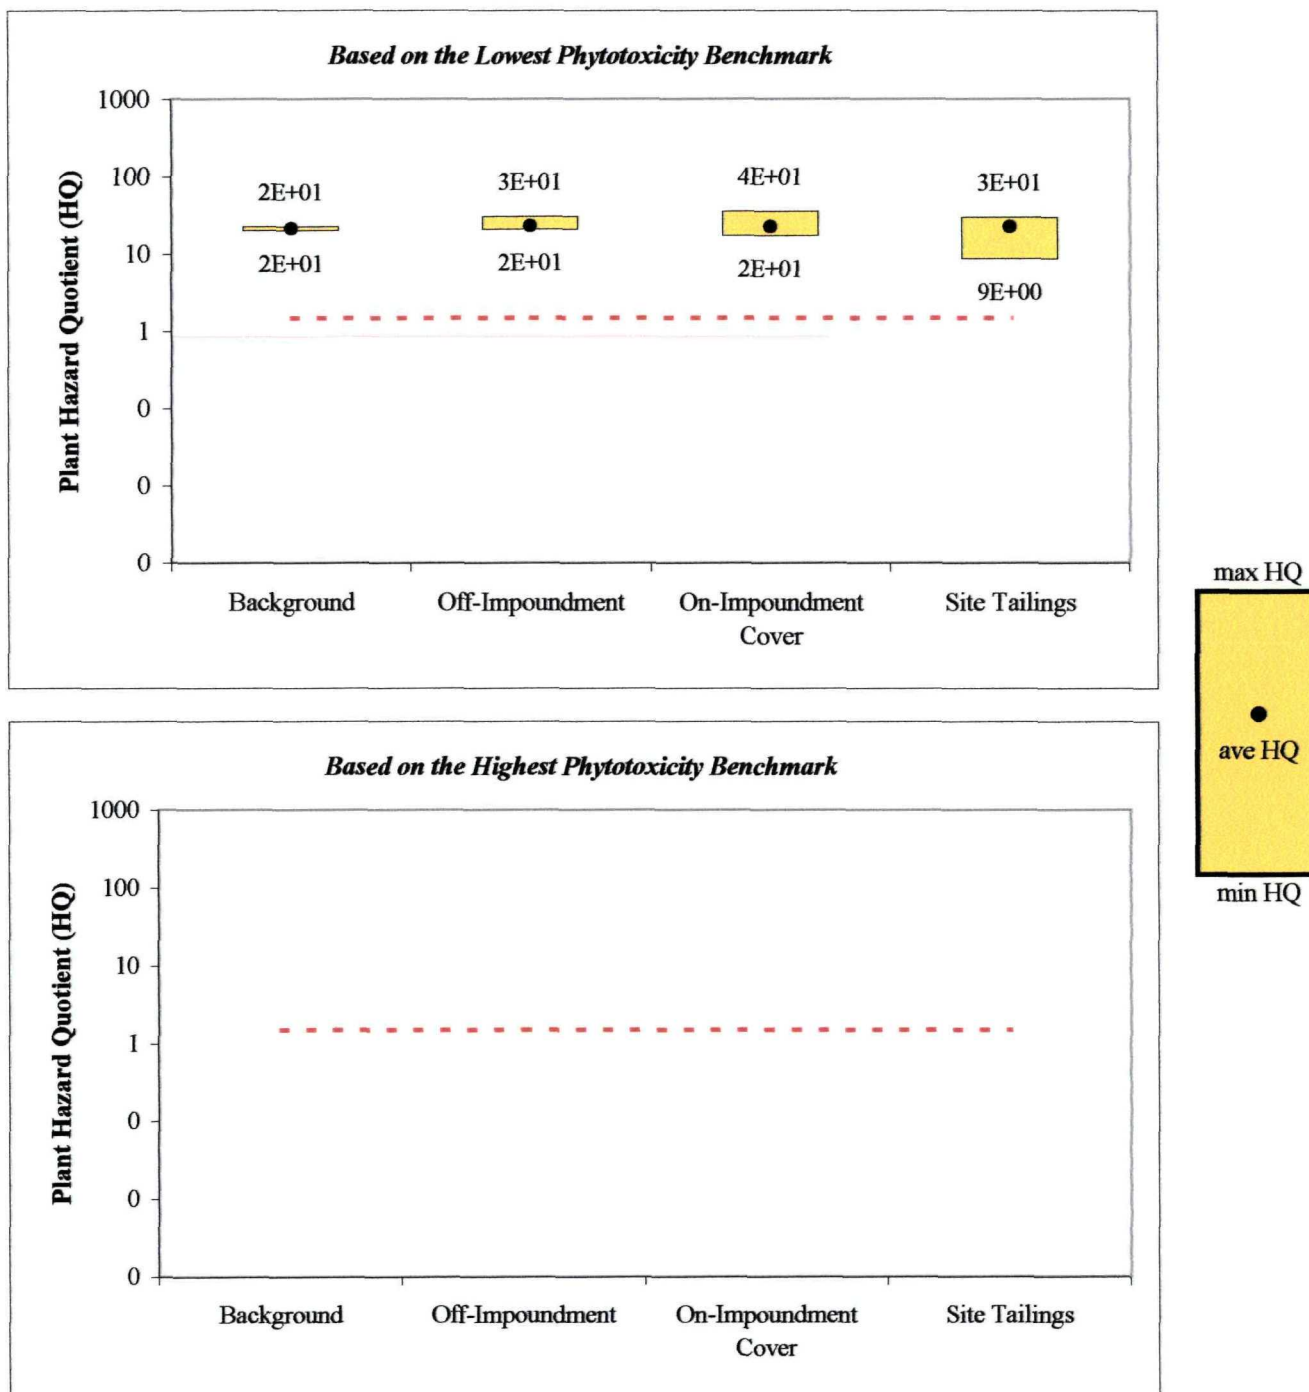 Based on the Lowest Phytotoxicity Benchmark
Plant Hazard Quotient (HQ)
1000
100
10
1
0
0
0
2E+01
3E+01
4E+01
3E+01
2E+01
2E+01
2E+01
9E+00
Background
Off-Impoundment
On-Impoundment
Cover
Site Tailings
max HQ
ave HQ
min HQ
Based on the Highest Phytotoxicity Benchmark
Plant Hazard Quotient (HQ)
1000
100
10
1
0
0
0
Background
Off-Impoundment
On-Impoundment
Cover
Site Tailings